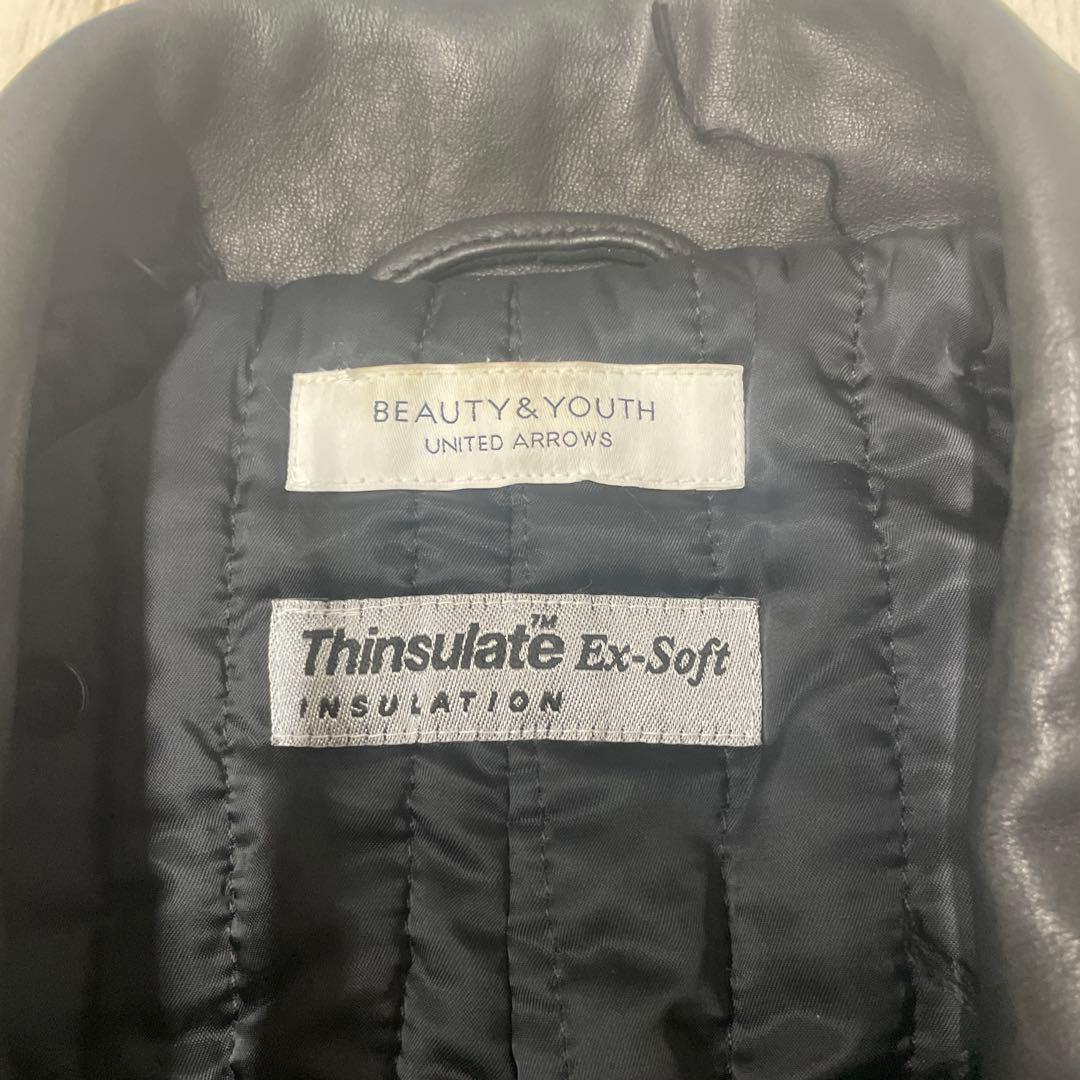 BEAUTY&YOUTH
UNITED ARROWS
Thinsulate™ Ex-Soft
INSULATION